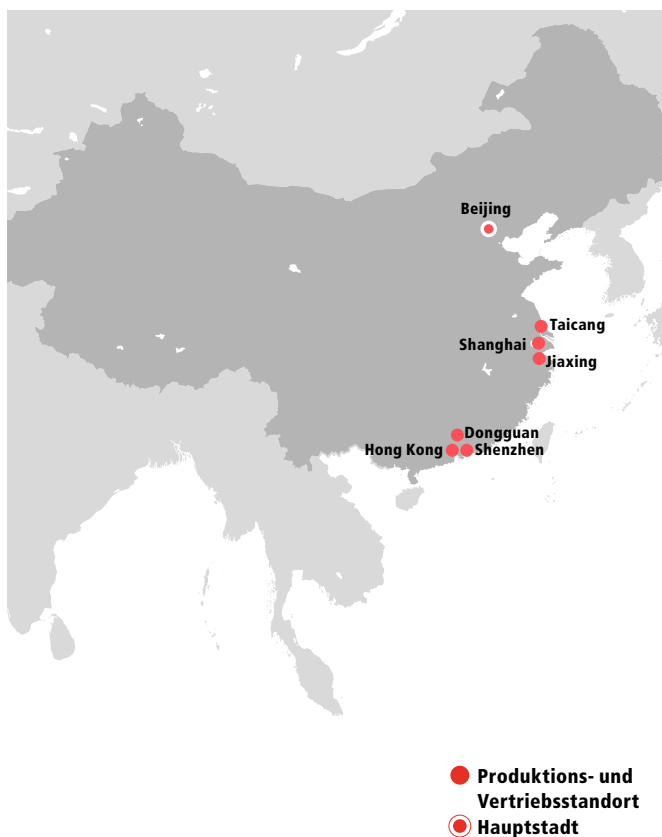 Beijing
Taicang
Shanghai
Jiaxing
Dongguan
Hong Kong
Shenzhen
Produktions- und
Vertriebsstandort
Hauptstadt